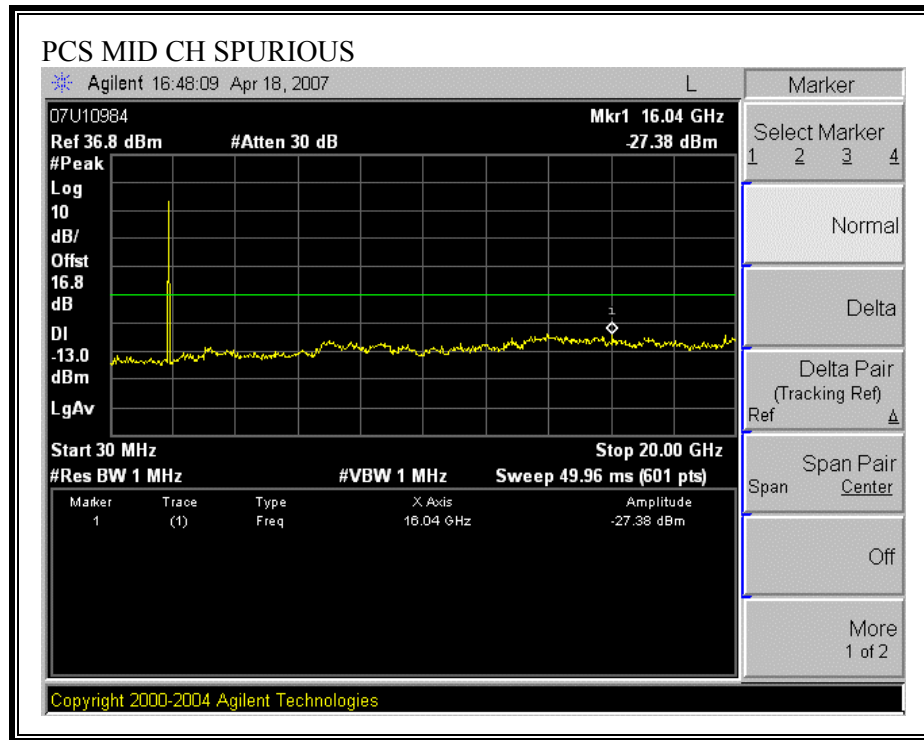 PCS MID CH SPURIOUS
Agilent 16:48:09 Apr 18, 2007 L
07U10984 Mkr1 16.04 GHz
Ref 36.8 dBm #Atten 30 dB -27.38 dBm
#Peak
Log
10
dB/
Offst
16.8
dB
DI
-13.0
dBm
LgAv
1
Start 30 MHz Stop 20.00 GHz
#Res BW 1 MHz #VBW 1 MHz Sweep 49.96 ms (601 pts)
Marker Trace Type X Axis Amplitude
1 (1) Freq 16.04 GHz -27.38 dBm
Copyright 2000-2004 Agilent Technologies
Marker
Select Marker
1 2 3 4
Normal
Delta
Delta Pair
(Tracking Ref)
Ref Δ
Span Pair
Span Center
Off
More
1 of 2